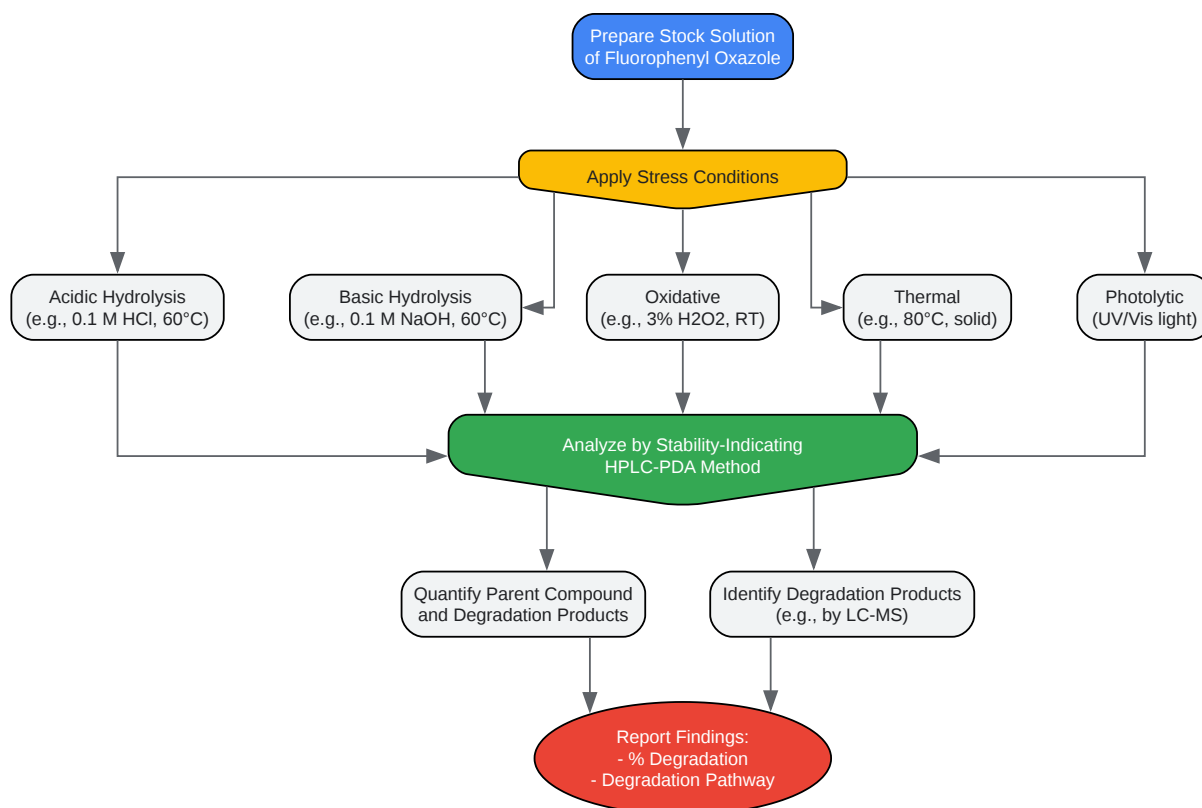 Prepare Stock Solution
of Fluorophenyl Oxazole
Apply Stress Conditions
Acidic Hydrolysis
(e.g., 0.1 M HCl, 60°C)
Basic Hydrolysis
(e.g., 0.1 M NaOH, 60°C)
Oxidative
(e.g., 3% H2O2, RT)
Thermal
(e.g., 80°C, solid)
Photolytic
(UV/Vis light)
Analyze by Stability-Indicating
HPLC-PDA Method
Quantify Parent Compound
and Degradation Products
Identify Degradation Products
(e.g., by LC-MS)
Report Findings:
- % Degradation
- Degradation Pathway